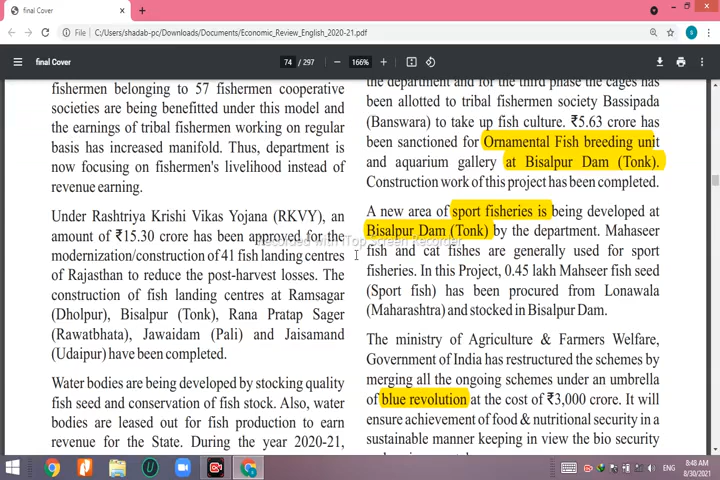 final Cover
File
C:/Users/shadab-pc/Downloads/Documents/Economic_Review_English_2020-21.pdf
final Cover
74 / 297
166%
fishermen belonging to 57 fishermen cooperative
societies are being benefitted under this model and
the earnings of tribal fishermen working on regular
basis has increased manifold. Thus, department is
now focusing on fishermen's livelihood instead of
revenue earning.
Under Rashtriya Krishi Vikas Yojana (RKVY), an
amount of ₹15.30 crore has been approved for the
modernization/construction of 41 fish landing centres
of Rajasthan to reduce the post-harvest losses. The
construction of fish landing centres at Ramsagar
(Dholpur), Bisalpur (Tonk), Rana Pratap Sager
(Rawatbhata), Jawaidam (Pali) and Jaisamand
(Udaipur) have been completed.
Water bodies are being developed by stocking quality
fish seed and conservation of fish stock. Also, water
bodies are leased out for fish production to earn
revenue for the State. During the year 2020-21,
the department and for the third phase the cages has
been allotted to tribal fishermen society Bassipada
(Banswara) to take up fish culture. ₹5.63 crore has
been sanctioned for Ornamental Fish breeding unit
and aquarium gallery at Bisalpur Dam (Tonk).
Construction work of this project has been completed.
A new area of sport fisheries is being developed at
Bisalpur Dam (Tonk) by the department. Mahaseer
fish and cat fishes are generally used for sport
fisheries. In this Project, 0.45 lakh Mahseer fish seed
(Sport fish) has been procured from Lonawala
(Maharashtra) and stocked in Bisalpur Dam.
The ministry of Agriculture & Farmers Welfare,
Government of India has restructured the schemes by
merging all the ongoing schemes under an umbrella
of blue revolution at the cost of ₹3,000 crore. It will
ensure achievement of food & nutritional security in a
sustainable manner keeping in view the bio security
Recorded with iTop Screen Recorder
ENG
8:48 AM
8/30/2021